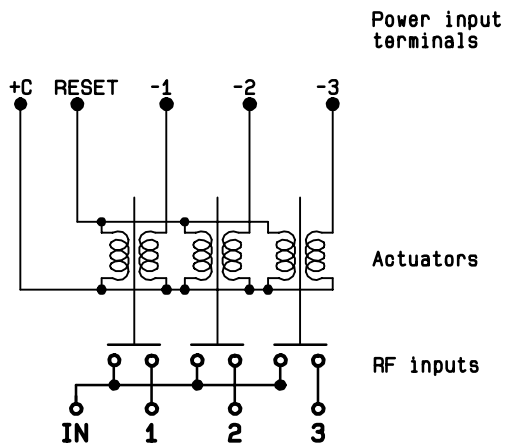 Power input
terminals
+C RESET -1 -2 -3
Actuators
RF inputs
IN 1 2 3